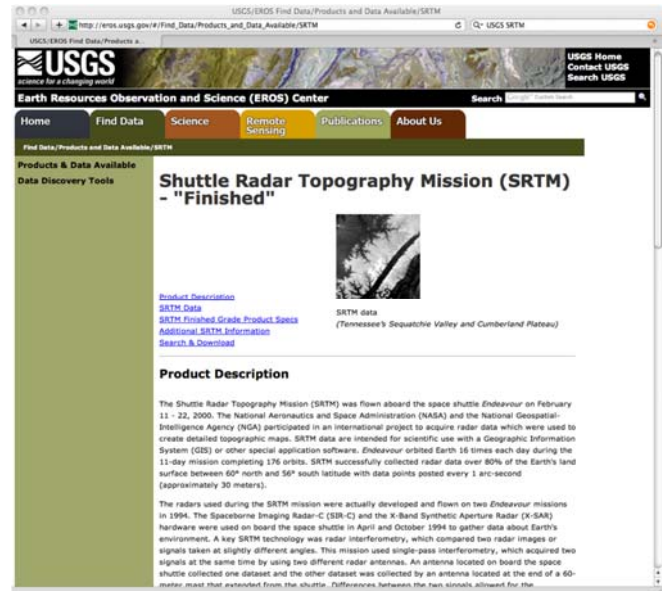 USGS/EROS Find Data/Products and Data Available/SRTM
http://eros.usgs.gov/#/Find_Data/Products_and_Data_Available/SRTM
USGS SRTM
USGS/EROS Find Data/Products a...
USGS
science for a changing world
USGS Home
Contact USGS
Search USGS
Earth Resources Observation and Science (EROS) Center
Search
Home
Find Data
Science
Remote Sensing
Publications
About Us
Find Data/Products and Data Available/SRTM
Products & Data Available
Data Discovery Tools
Shuttle Radar Topography Mission (SRTM)
- "Finished"
Product Description
SRTM Data
SRTM Finished Grade Product Specs
Additional SRTM Information
Search & Download
SRTM data
(Tennessee's Sequatchie Valley and Cumberland Plateau)
Product Description
The Shuttle Radar Topography Mission (SRTM) was flown aboard the space shuttle Endeavour on February
11 - 22, 2000. The National Aeronautics and Space Administration (NASA) and the National Geospatial-
Intelligence Agency (NGA) participated in an international project to acquire radar data which were used to
create detailed topographic maps. SRTM data are intended for scientific use with a Geographic Information
System (GIS) or other special application software. Endeavour orbited Earth 16 times each day during the
11-day mission completing 176 orbits. SRTM successfully collected radar data over 80% of the Earth's land
surface between 60° north and 56° south latitude with data points posted every 1 arc-second
(approximately 30 meters).
The radars used during the SRTM mission were actually developed and flown on two Endeavour missions
in 1994. The Spaceborne Imaging Radar-C (SIR-C) and the X-Band Synthetic Aperture Radar (X-SAR)
hardware were used on board the space shuttle in April and October 1994 to gather data about Earth's
environment. A key SRTM technology was radar interferometry, which compared two radar images or
signals taken at slightly different angles. This mission used single-pass interferometry, which acquired two
signals at the same time by using two different radar antennas. An antenna located on board the space
shuttle collected one dataset and the other dataset was collected by an antenna located at the end of a 60-
meter mast that extended from the shuttle. Differences between the two signals allowed for the